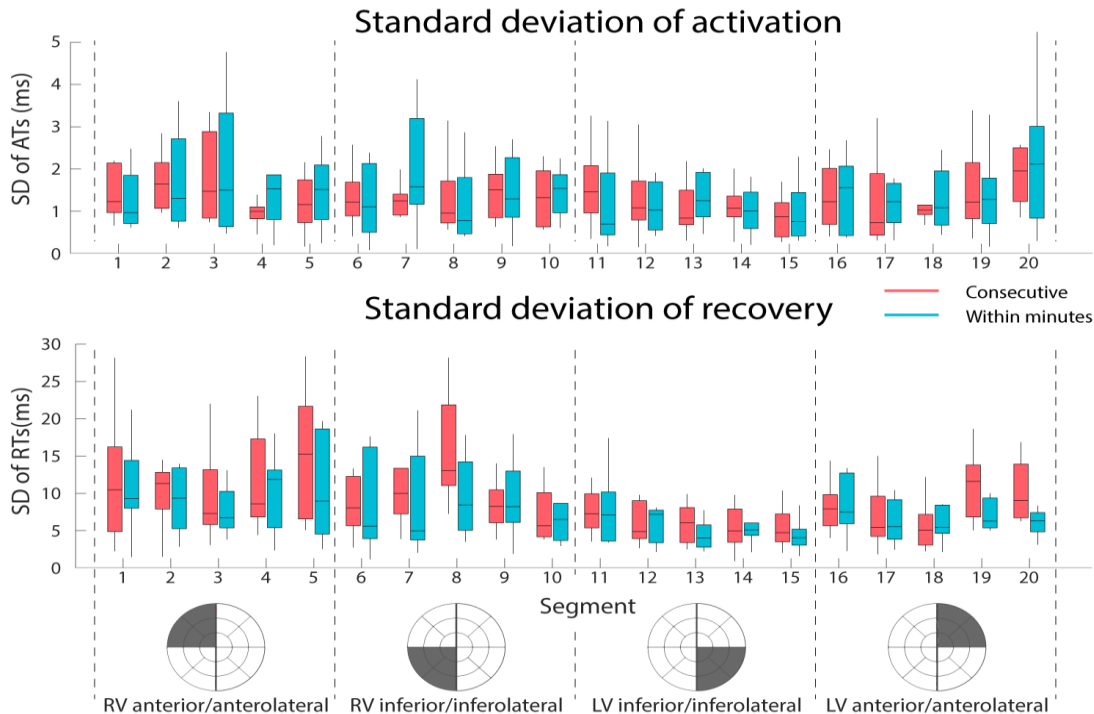 Standard deviation of activation
SD of ATs (ms)
5
4
3
2
1
0
1 2 3 4 5 6 7 8 9 10 11 12 13 14 15 16 17 18 19 20
Consecutive
Within minutes
Standard deviation of recovery
SD of RTs(ms)
30
25
20
15
10
5
0
1 2 3 4 5 6 7 8 9 10 11 12 13 14 15 16 17 18 19 20
Segment
RV anterior/anterolateral RV inferior/inferolateral LV inferior/inferolateral LV anterior/anterolateral